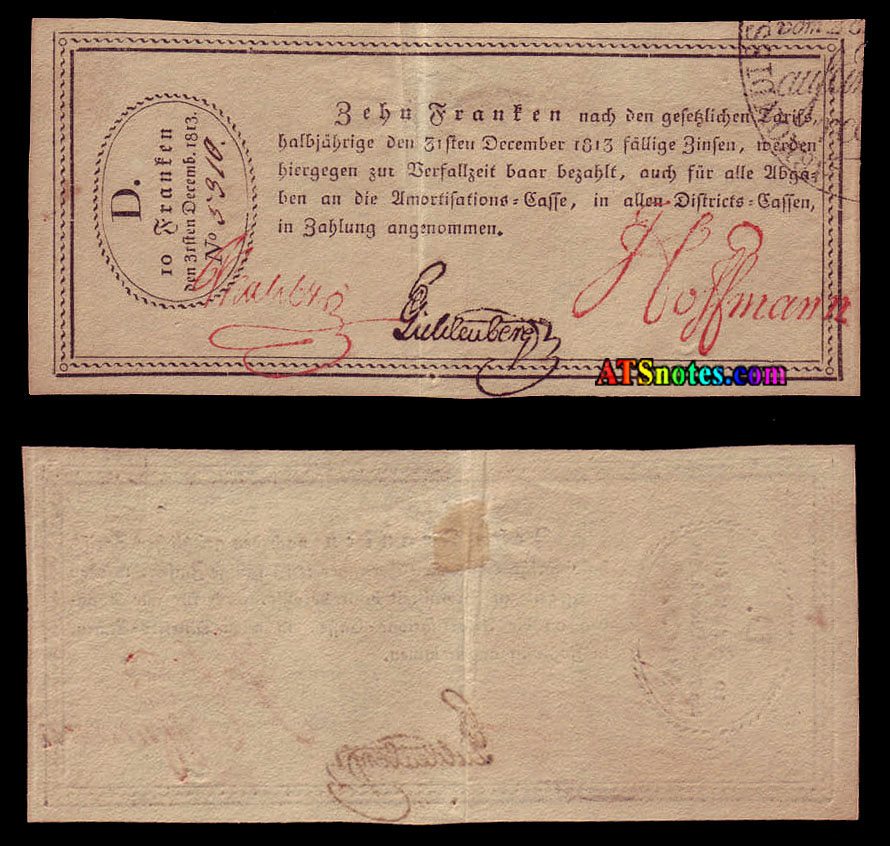 D.
10 Franken
den 31sten Decemb. 1813.
No 5310.
Zehn Franken nach den gesetzlichen Tarifs,
halbjährige den 31sten December 1813 fällige Zinsen, werden
hiergegen zur Verfallzeit baar bezahlt, auch für alle Abga-
ben an die Amortisations-Casse, in allen Districts-Cassen,
in Zahlung angenommen.
Hoffmann
ATSnotes.com